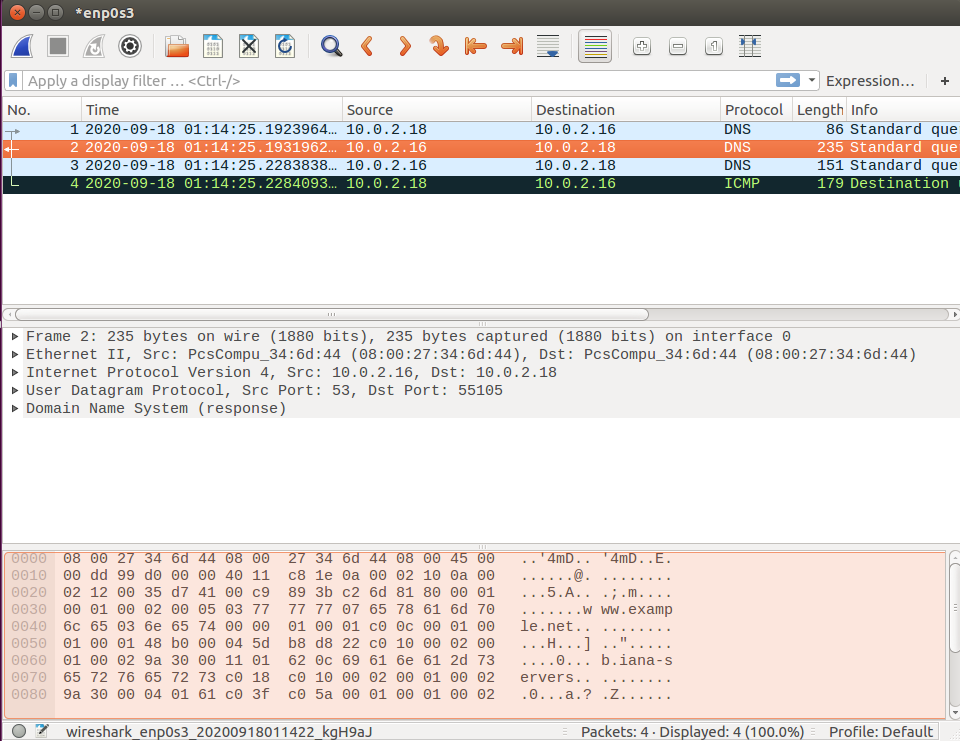 *enp0s3
Apply a display filter … <Ctrl-/>
Expression…
+
No. Time Source Destination Protocol Length Info
1 2020-09-18 01:14:25.1923964… 10.0.2.18 10.0.2.16 DNS 86 Standard que
2 2020-09-18 01:14:25.1931962… 10.0.2.16 10.0.2.18 DNS 235 Standard que
3 2020-09-18 01:14:25.2283838… 10.0.2.16 10.0.2.18 DNS 151 Standard que
4 2020-09-18 01:14:25.2284093… 10.0.2.18 10.0.2.16 ICMP 179 Destination
Frame 2: 235 bytes on wire (1880 bits), 235 bytes captured (1880 bits) on interface 0
Ethernet II, Src: PcsCompu_34:6d:44 (08:00:27:34:6d:44), Dst: PcsCompu_34:6d:44 (08:00:27:34:6d:44)
Internet Protocol Version 4, Src: 10.0.2.16, Dst: 10.0.2.18
User Datagram Protocol, Src Port: 53, Dst Port: 55105
Domain Name System (response)
0000 08 00 27 34 6d 44 08 00 27 34 6d 44 08 00 45 00 ..'4mD.. '4mD..E.
0010 00 dd 99 d0 00 00 40 11 c8 1e 0a 00 02 10 0a 00 ......@. ........
0020 02 12 00 35 d7 41 00 c9 89 3b c2 6d 81 80 00 01 ...5.A.. .;.m....
0030 00 01 00 02 00 05 03 77 77 77 07 65 78 61 6d 70 .......w ww.examp
0040 6c 65 03 6e 65 74 00 00 01 00 01 c0 0c 00 01 00 le.net.. ........
0050 01 00 01 48 b0 00 04 5d b8 d8 22 c0 10 00 02 00 ...H...] ..".....
0060 01 00 02 9a 30 00 11 01 62 0c 69 61 6e 61 2d 73 ....0... b.iana-s
0070 65 72 76 65 72 73 c0 18 c0 10 00 02 00 01 00 02 ervers.. ........
0080 9a 30 00 04 01 61 c0 3f c0 5a 00 01 00 01 00 02 .0...a.? .Z......
wireshark_enp0s3_20200918011422_kgH9aJ
Packets: 4 · Displayed: 4 (100.0%)
Profile: Default